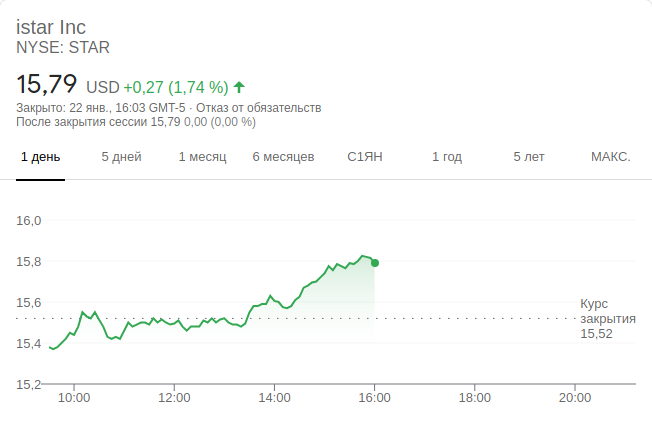 istar Inc
NYSE: STAR
15,79 USD +0,27 (1,74 %)
Закрыто: 22 янв., 16:03 GMT-5 · Отказ от обязательств
После закрытия сессии 15,79 0,00 (0,00 %)
1 день 5 дней 1 месяц 6 месяцев С1ЯН 1 год 5 лет МАКС.
16,0
15,8
15,6
Курс
закрытия
15,52
15,4
15,2
10:00 12:00 14:00 16:00 18:00 20:00